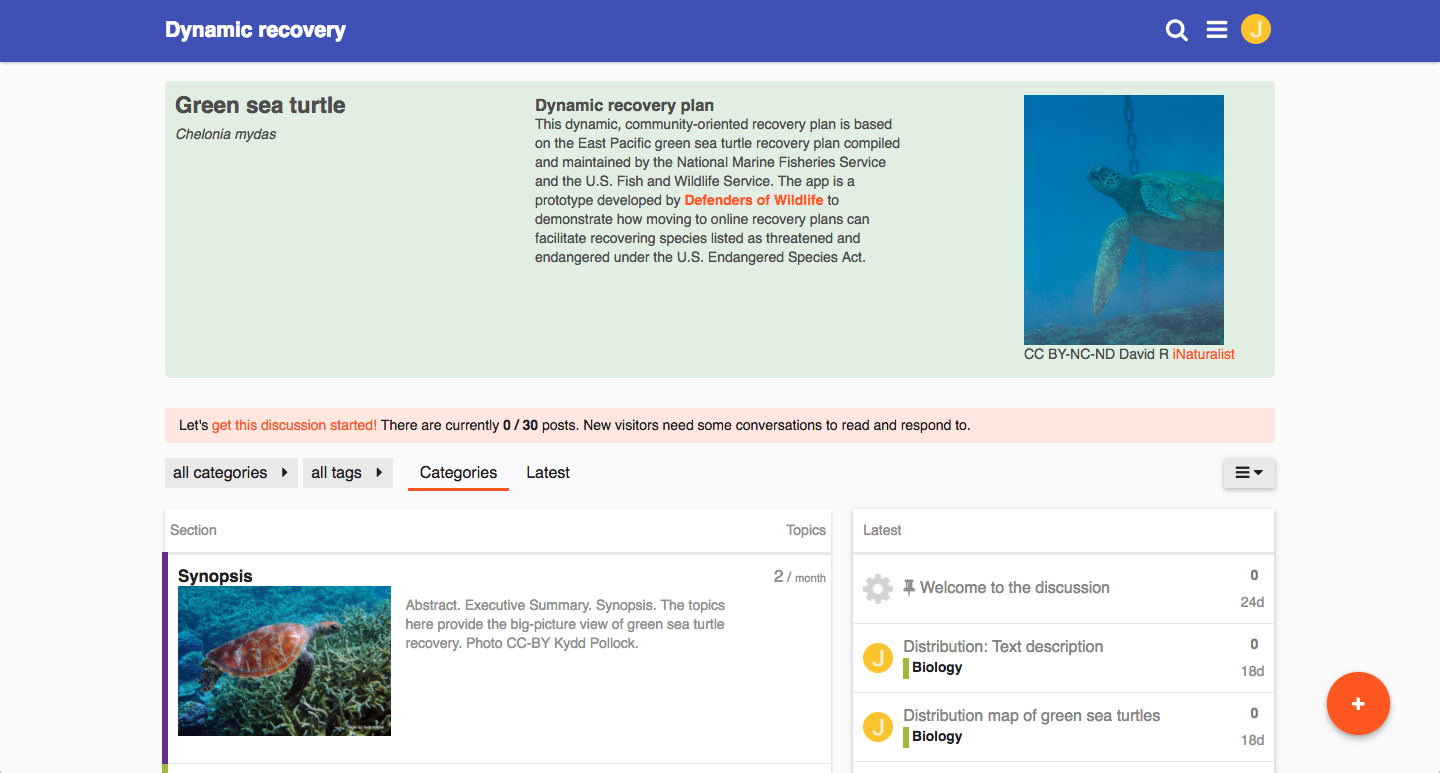 Dynamic recovery
J
Green sea turtle
Chelonia mydas
Dynamic recovery plan
This dynamic, community-oriented recovery plan is based
on the East Pacific green sea turtle recovery plan compiled
and maintained by the National Marine Fisheries Service
and the U.S. Fish and Wildlife Service. The app is a
prototype developed by Defenders of Wildlife to
demonstrate how moving to online recovery plans can
facilitate recovering species listed as threatened and
endangered under the U.S. Endangered Species Act.
CC BY-NC-ND David R iNaturalist
Let's get this discussion started! There are currently 0 / 30 posts. New visitors need some conversations to read and respond to.
all categories all tags Categories Latest
Section Topics
Synopsis 2 / month
Abstract. Executive Summary. Synopsis. The topics
here provide the big-picture view of green sea turtle
recovery. Photo CC-BY Kydd Pollock.
Latest
Welcome to the discussion 0
24d
J Distribution: Text description 0
Biology 18d
J Distribution map of green sea turtles 0
Biology 18d
+